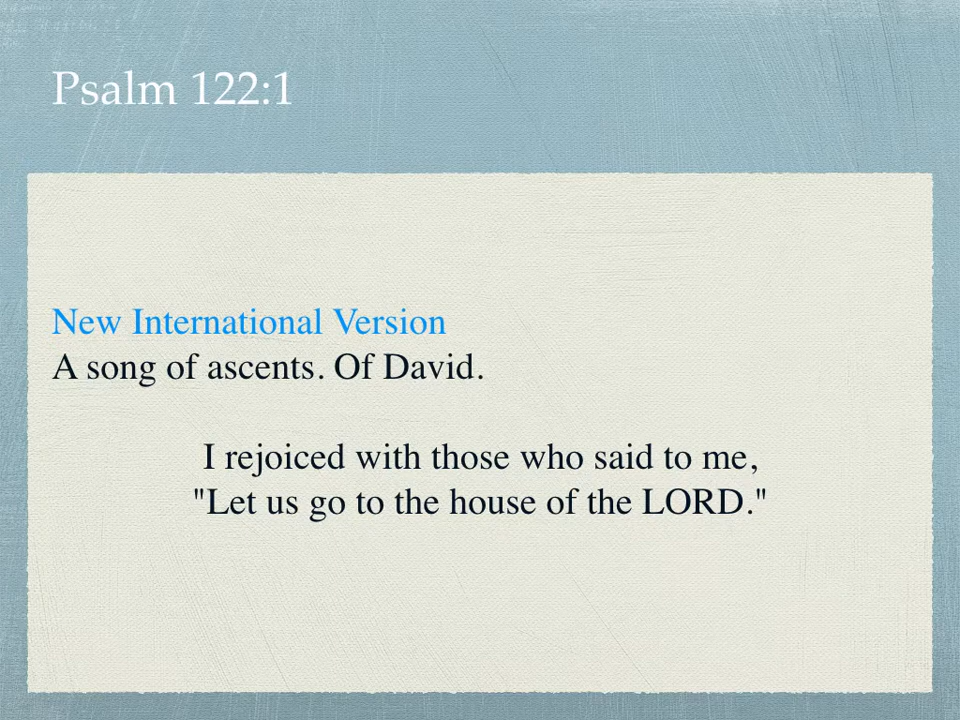 Psalm 122:1
New International Version
A song of ascents. Of David.
I rejoiced with those who said to me,
"Let us go to the house of the LORD."